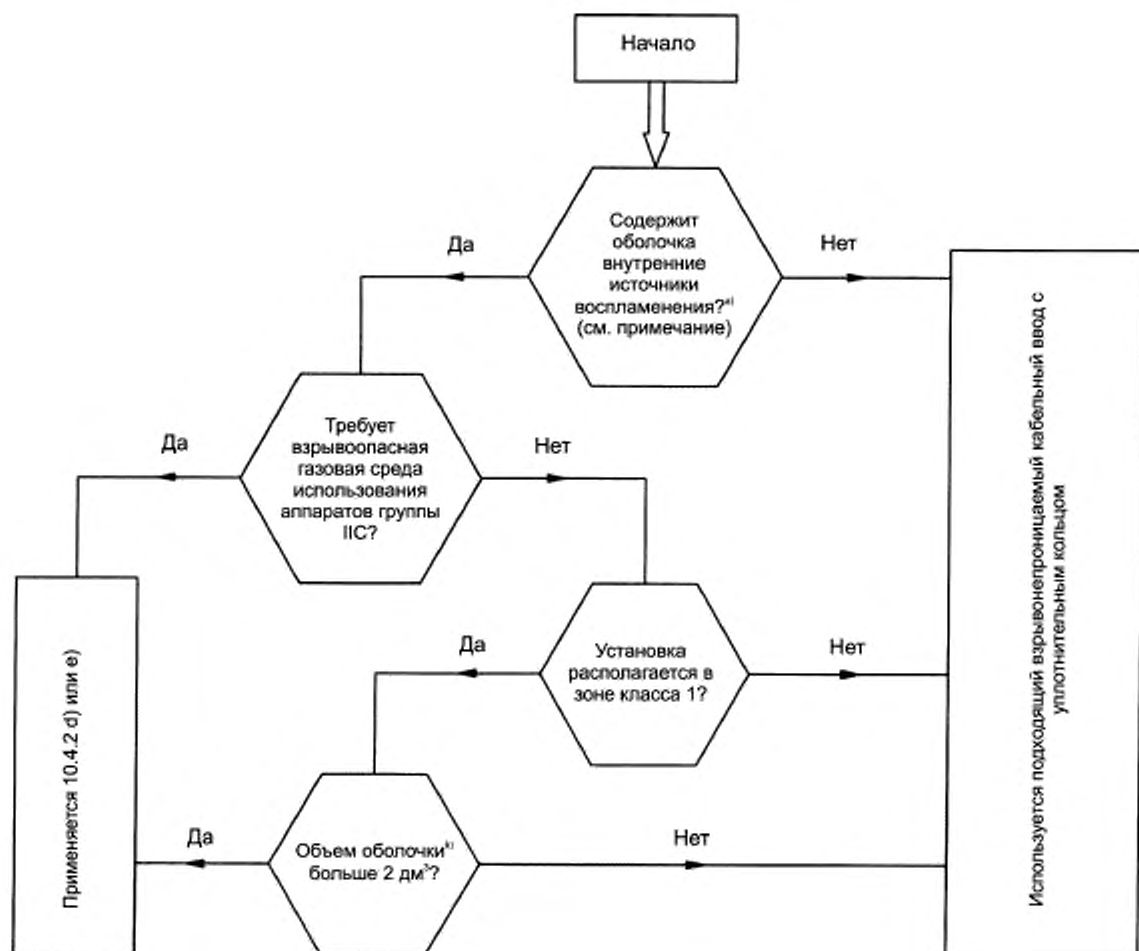 Начало
Содержит
оболочка
внутренние
источники
воспламенения?а)
(см. примечание)
Да
Нет
Требует
взрывоопасная
газовая среда
использования
аппаратов группы
IIC?
Да
Нет
Установка
располагается в
зоне класса 1?
Да
Нет
Объем оболочкиk)
больше 2 дм³?
Да
Нет
Применяется 10.4.2 d) или e)
Используется подходящий взрывонепроницаемый кабельный ввод с
уплотнительным кольцом